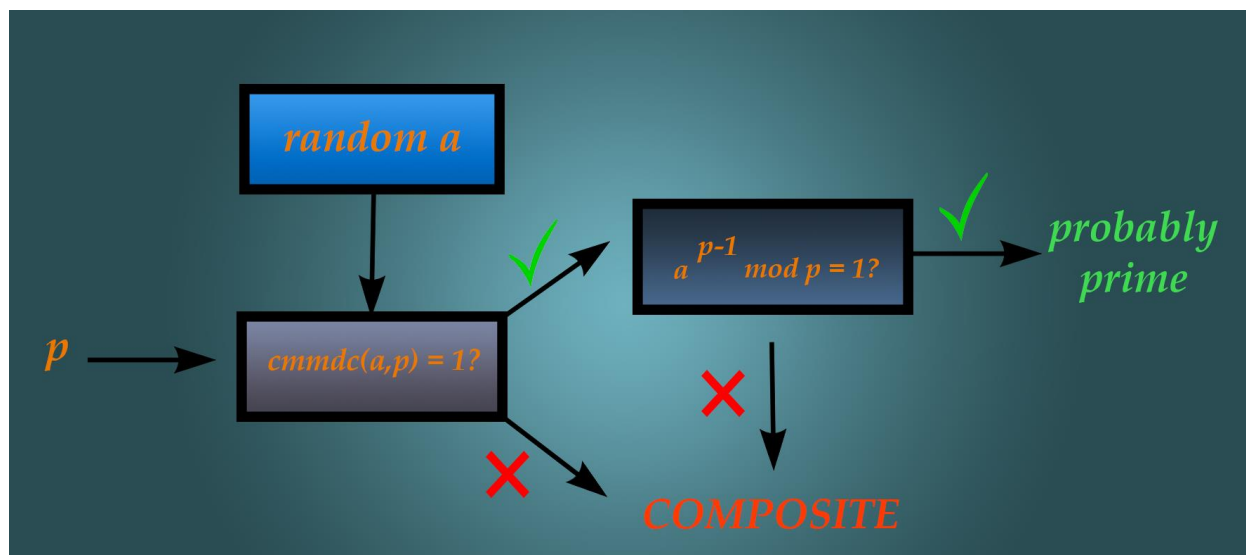 random a
p
cmmdc(a,p) = 1?
a^p-1 mod p = 1?
probably
prime
COMPOSITE